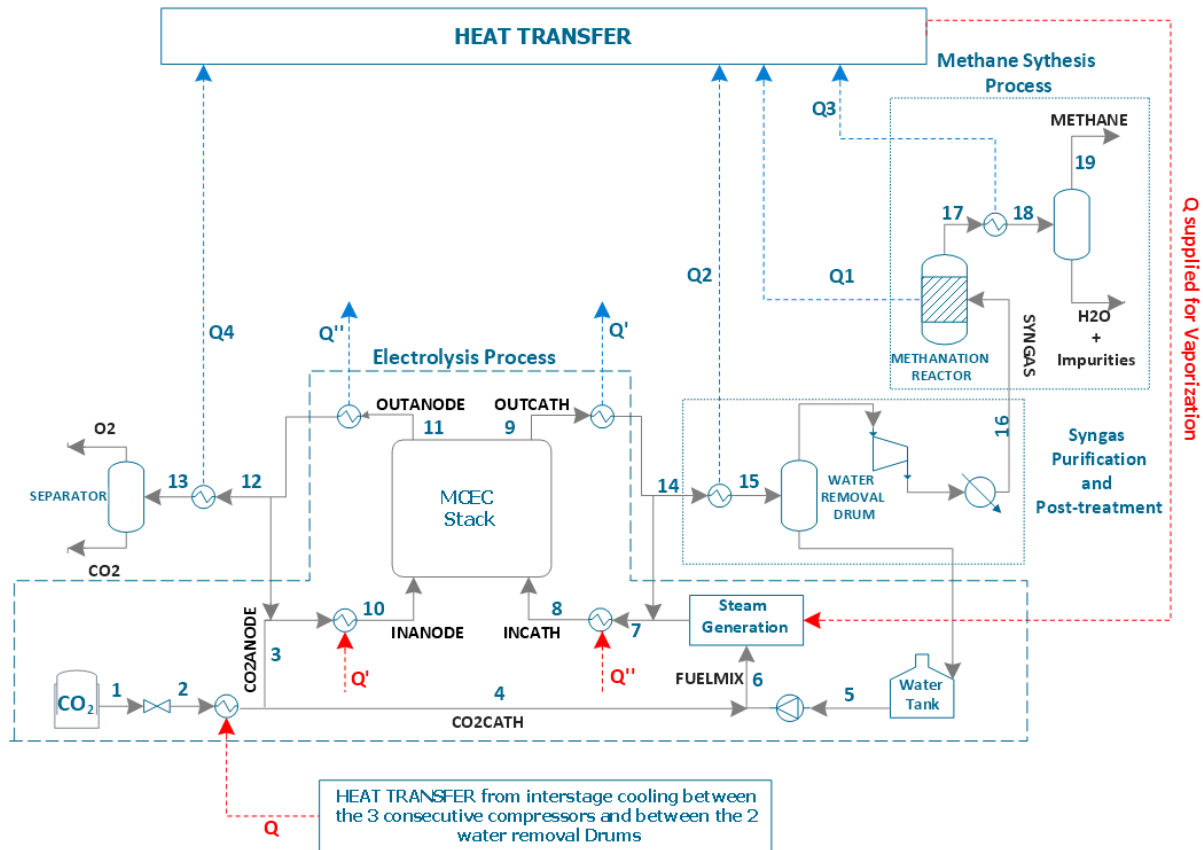 HEAT TRANSFER
Methane Sythesis
Process
Q3
METHANE
19
17
18
Q supplied for Vaporization
Q2
Q1
SYNGAS
H2O
+
Impurities
METHANATION
REACTOR
Q4
Q''
Q'
Electrolysis Process
OUTANODE
OUTCATH
11
9
16
O2
Syngas
Purification
and
Post-treatment
SEPARATOR
13
12
MCEC
Stack
14
15
WATER
REMOVAL
DRUM
CO2
CO2ANODE
10
8
INANODE
INCATH
7
Steam
Generation
3
Q'
Q''
FUELMIX
6
CO₂
1
2
4
5
Water
Tank
CO2CATH
Q
HEAT TRANSFER from interstage cooling between
the 3 consecutive compressors and between the 2
water removal Drums